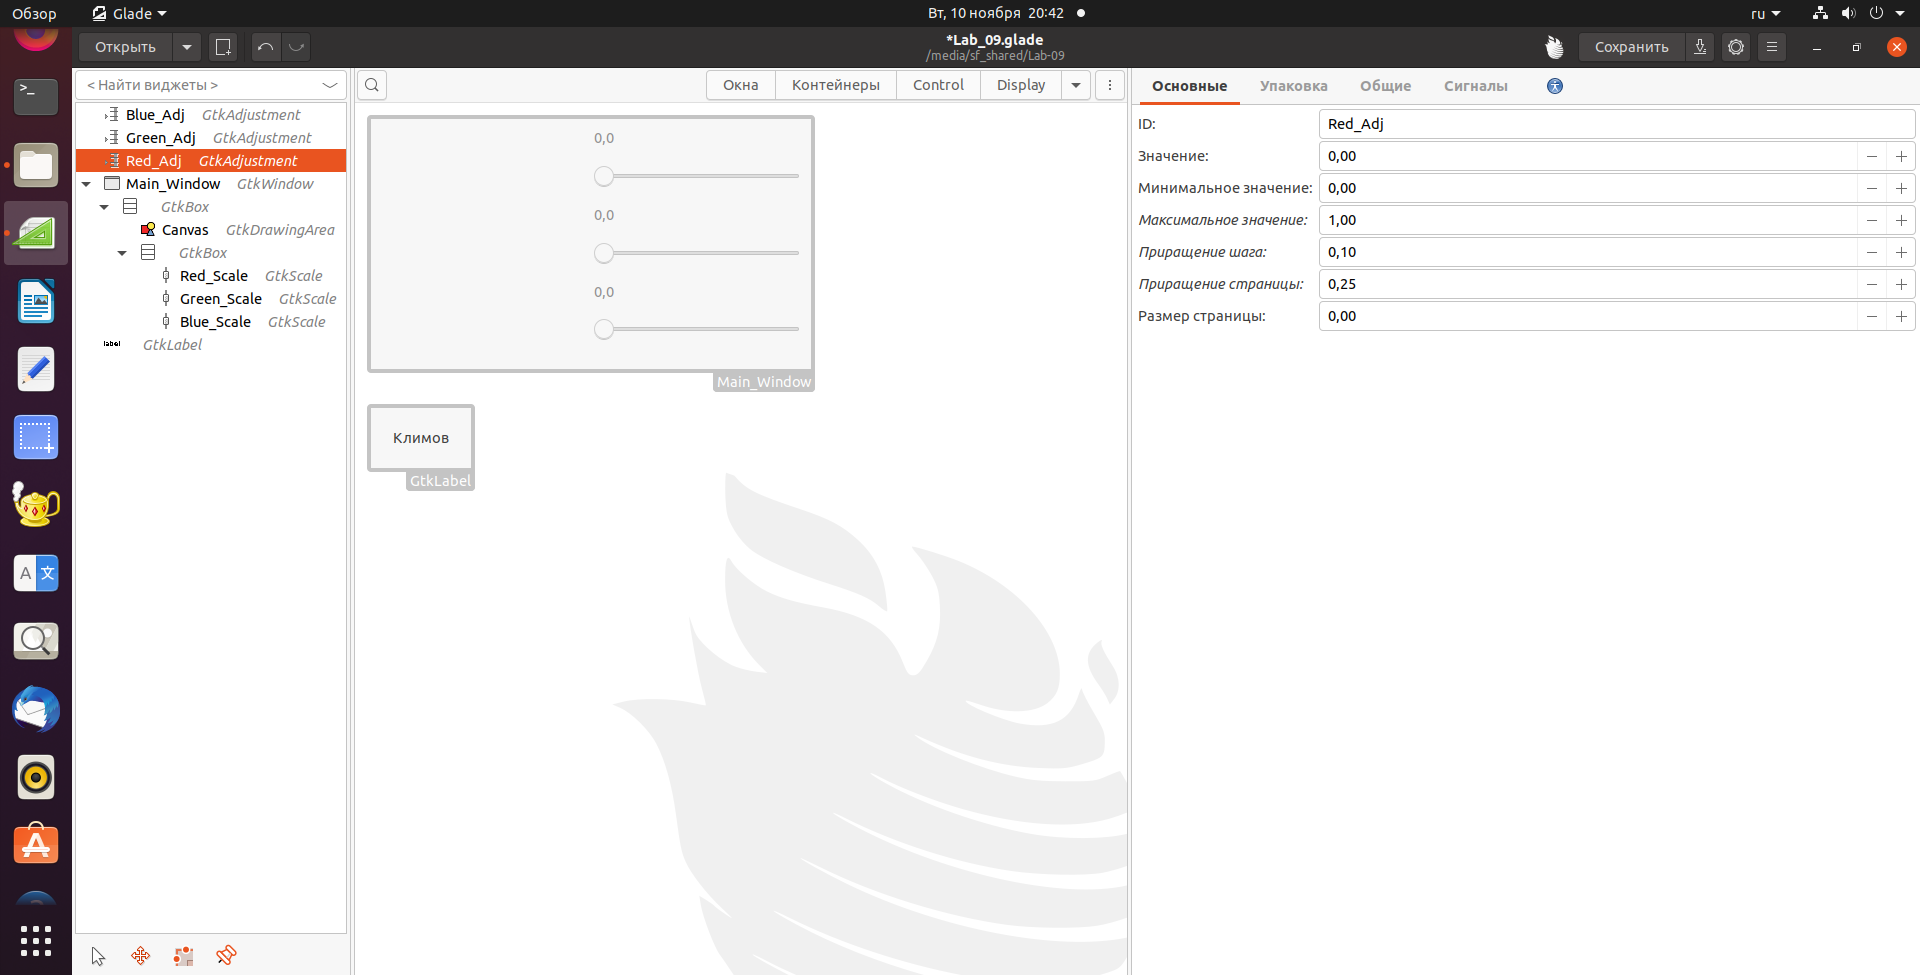 Обзор
Glade
Вт, 10 ноября 20:42
ru
Открыть
*Lab_09.glade
/media/sf_shared/Lab-09
Сохранить
< Найти виджеты >
Окна
Контейнеры
Control
Display
Основные
Упаковка
Общие
Сигналы
Blue_Adj GtkAdjustment
Green_Adj GtkAdjustment
Red_Adj GtkAdjustment
Main_Window GtkWindow
GtkBox
Canvas GtkDrawingArea
GtkBox
Red_Scale GtkScale
Green_Scale GtkScale
Blue_Scale GtkScale
label GtkLabel
0,0
0,0
0,0
Main_Window
Климов
GtkLabel
ID: Red_Adj
Значение: 0,00
Минимальное значение: 0,00
Максимальное значение: 1,00
Приращение шага: 0,10
Приращение страницы: 0,25
Размер страницы: 0,00
>_
A 文